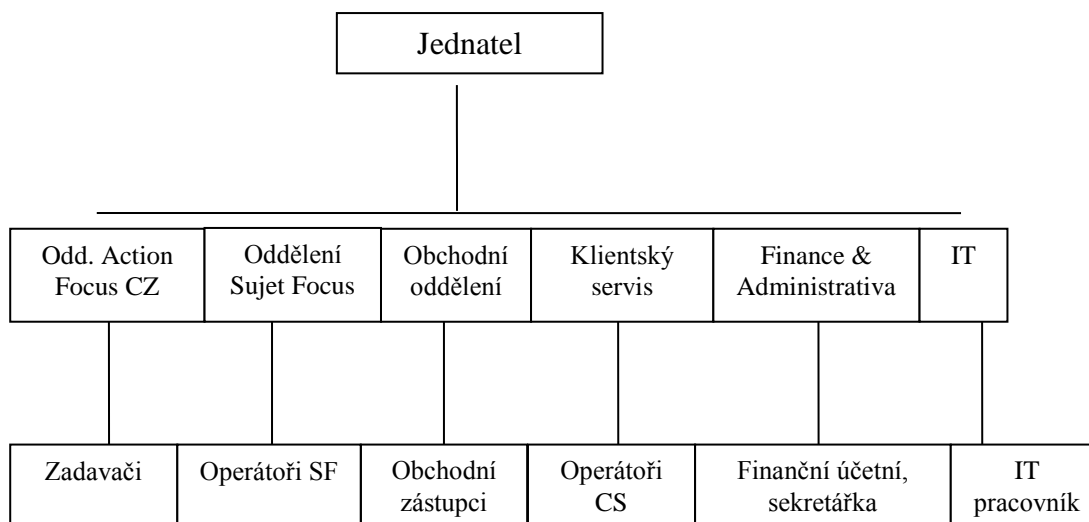 Jednatel
Odd. Action
Focus CZ
Oddělení
Sujet Focus
Obchodní
oddělení
Klientský
servis
Finance &
Administrativa
IT
Zadavači
Operátoři SF
Obchodní
zástupci
Operátoři
CS
Finanční účetní,
sekretářka
IT
pracovník